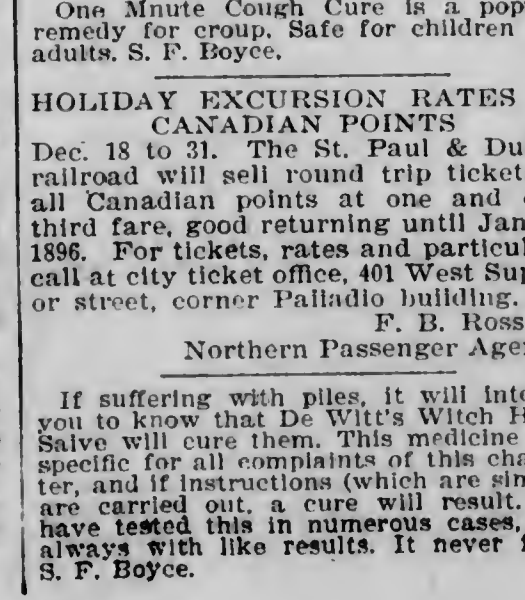 One Mnute Cough Cure is a pop
remedy for croup. Safe for children
adults. S. F. Boyce.
HOLIDAY EXCURSION RATES
CANADIAN POINTS
Dec. 18 to 31. The St. Paul & Du
railroad will sell round trip ticket
all Canadian points at one and
third fare, good returning until Jan
1896. For tickets, rates and particul
call at city ticket office, 401 West Sup
or street, corner Palladio building.
F. B. Ross
Northern Passenger Age
If suffering with piles, it will inte
you to know that De Witt's Witch H
Salve will cure them. This medicine
specific for all complaints of this cha
ter, and if instructions (which are sim
are carried out, a cure will result.
have tested this in numerous cases,
always with like results. It never f
S. F. Boyce.